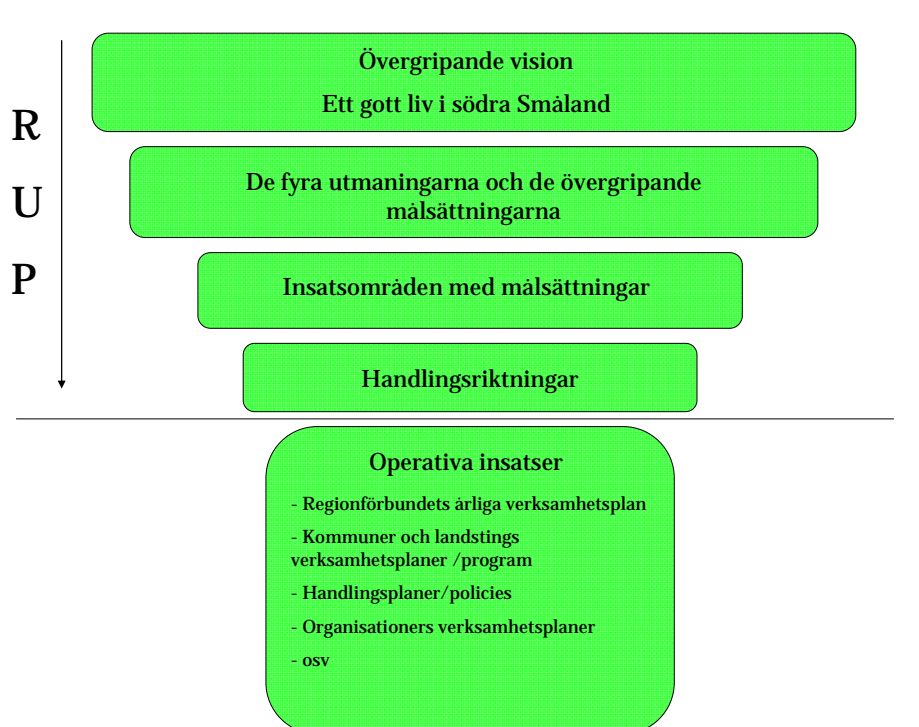 Övergripande vision
Ett gott liv i södra Småland
R
U
P
De fyra utmaningarna och de övergripande
målsättningarna
Insatsområden med målsättningar
Handlingsriktningar
Operativa insatser
- Regionförbundets årliga verksamhetsplan
- Kommuner och landstings
verksamhetsplaner /program
- Handlingsplaner/policies
- Organisationers verksamhetsplaner
- osv